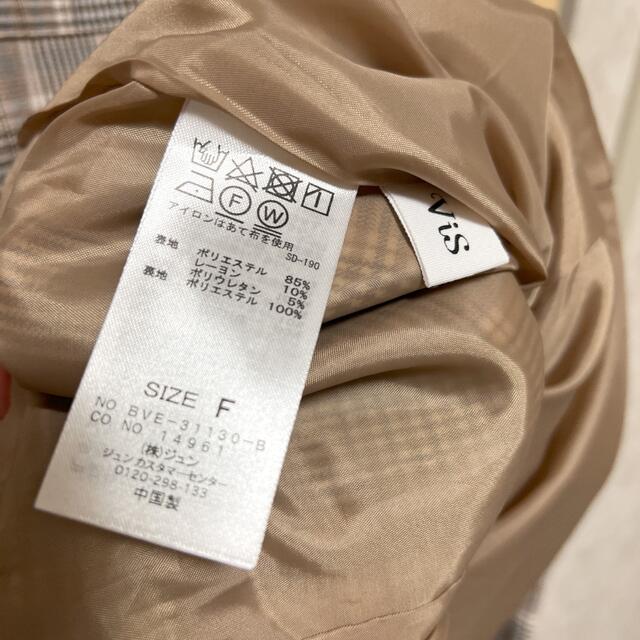 アイロンはあて布を使用
SD-190
表地 ポリエステル 85%
レーヨン 10%
ポリウレタン 5%
裏地 ポリエステル 100%
SIZE F
NO BVE-31130-B
CO NO 14961
(株)ジュン
ジュンカスタマーセンター
0120-298-133
中国製
ViS